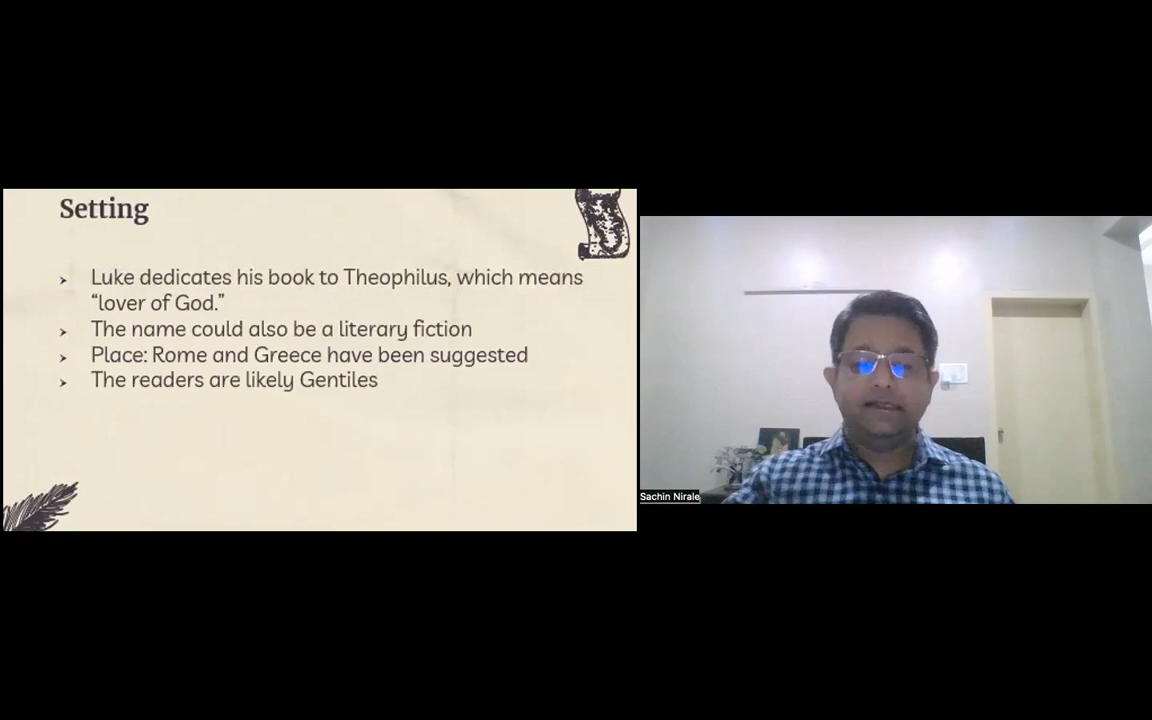 Setting
Luke dedicates his book to Theophilus, which means
“lover of God.”
The name could also be a literary fiction
Place: Rome and Greece have been suggested
The readers are likely Gentiles
Sachin Nirale